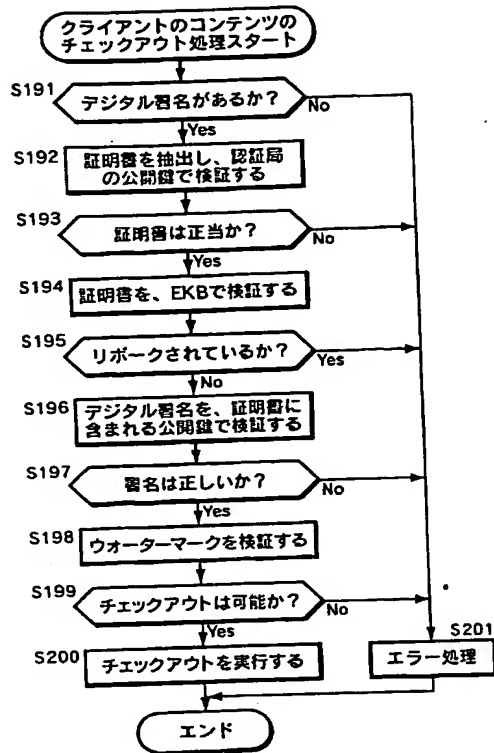 クライアントのコンテンツの
チェックアウト処理スタート
S191
デジタル署名があるか?
No
Yes
S192
証明書を抽出し、認証局
の公開鍵で検証する
S193
証明書は正当か?
No
Yes
S194
証明書を、EKBで検証する
S195
リボークされているか?
Yes
No
S196
デジタル署名を、証明書に
含まれる公開鍵で検証する
S197
署名は正しいか?
No
Yes
S198
ウォーターマークを検証する
S199
チェックアウトは可能か?
No
Yes
S200
チェックアウトを実行する
S201
エラー処理
エンド